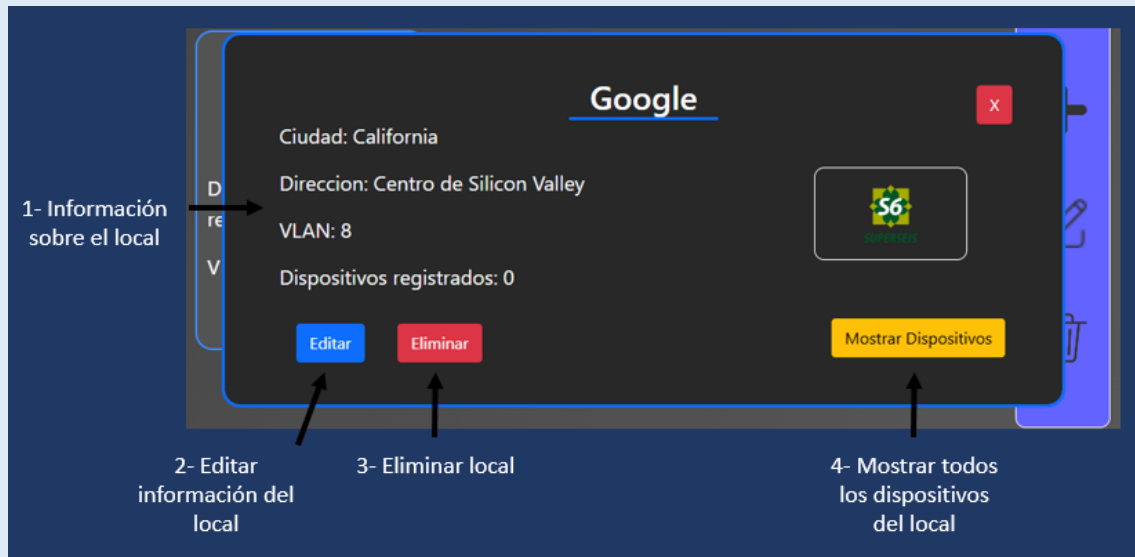 Google
X
Ciudad: California
Direccion: Centro de Silicon Valley
VLAN: 8
Dispositivos registrados: 0
S6
SUPERSEIS
Editar
Eliminar
Mostrar Dispositivos
D
re
V
1- Información
sobre el local
2- Editar
información del
local
3- Eliminar local
4- Mostrar todos
los dispositivos
del local